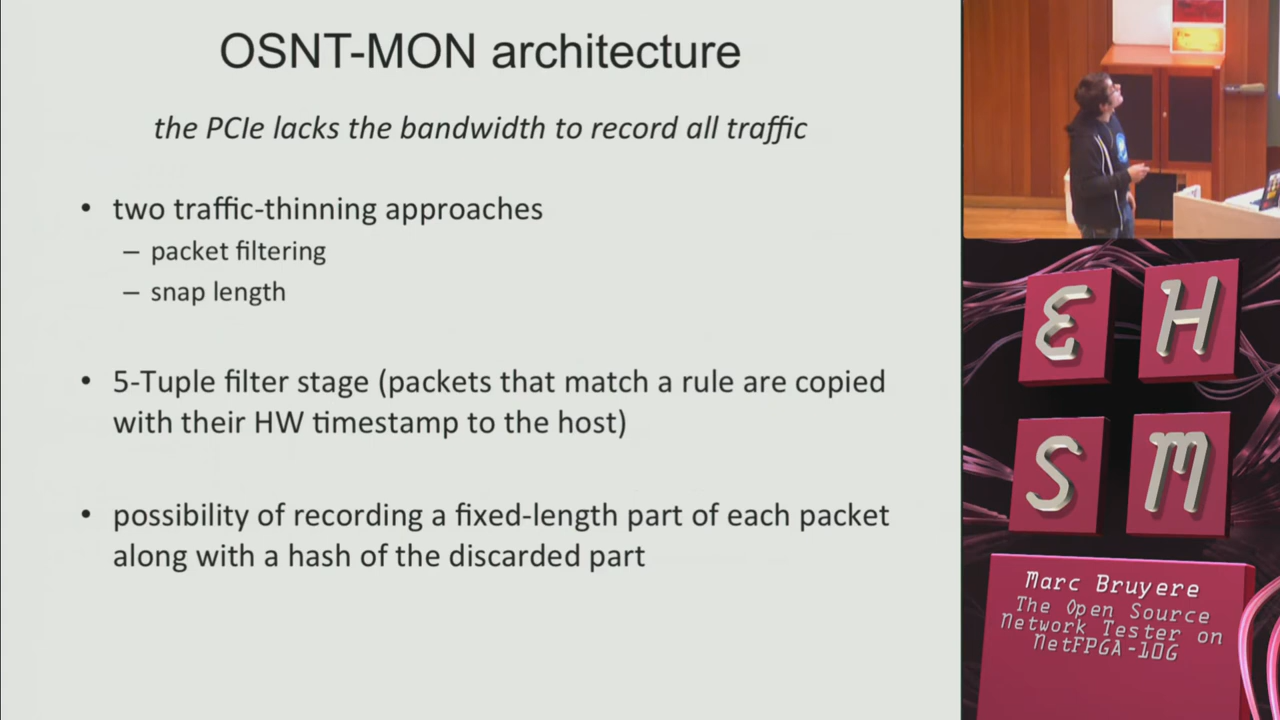 OSNT-MON architecture
the PCIe lacks the bandwidth to record all traffic
• two traffic-thinning approaches
– packet filtering
– snap length
• 5-Tuple filter stage (packets that match a rule are copied
with their HW timestamp to the host)
• possibility of recording a fixed-length part of each packet
along with a hash of the discarded part
E H
S M
Marc Bruyere
The Open Source
Network Tester on
NetFPGA-10G